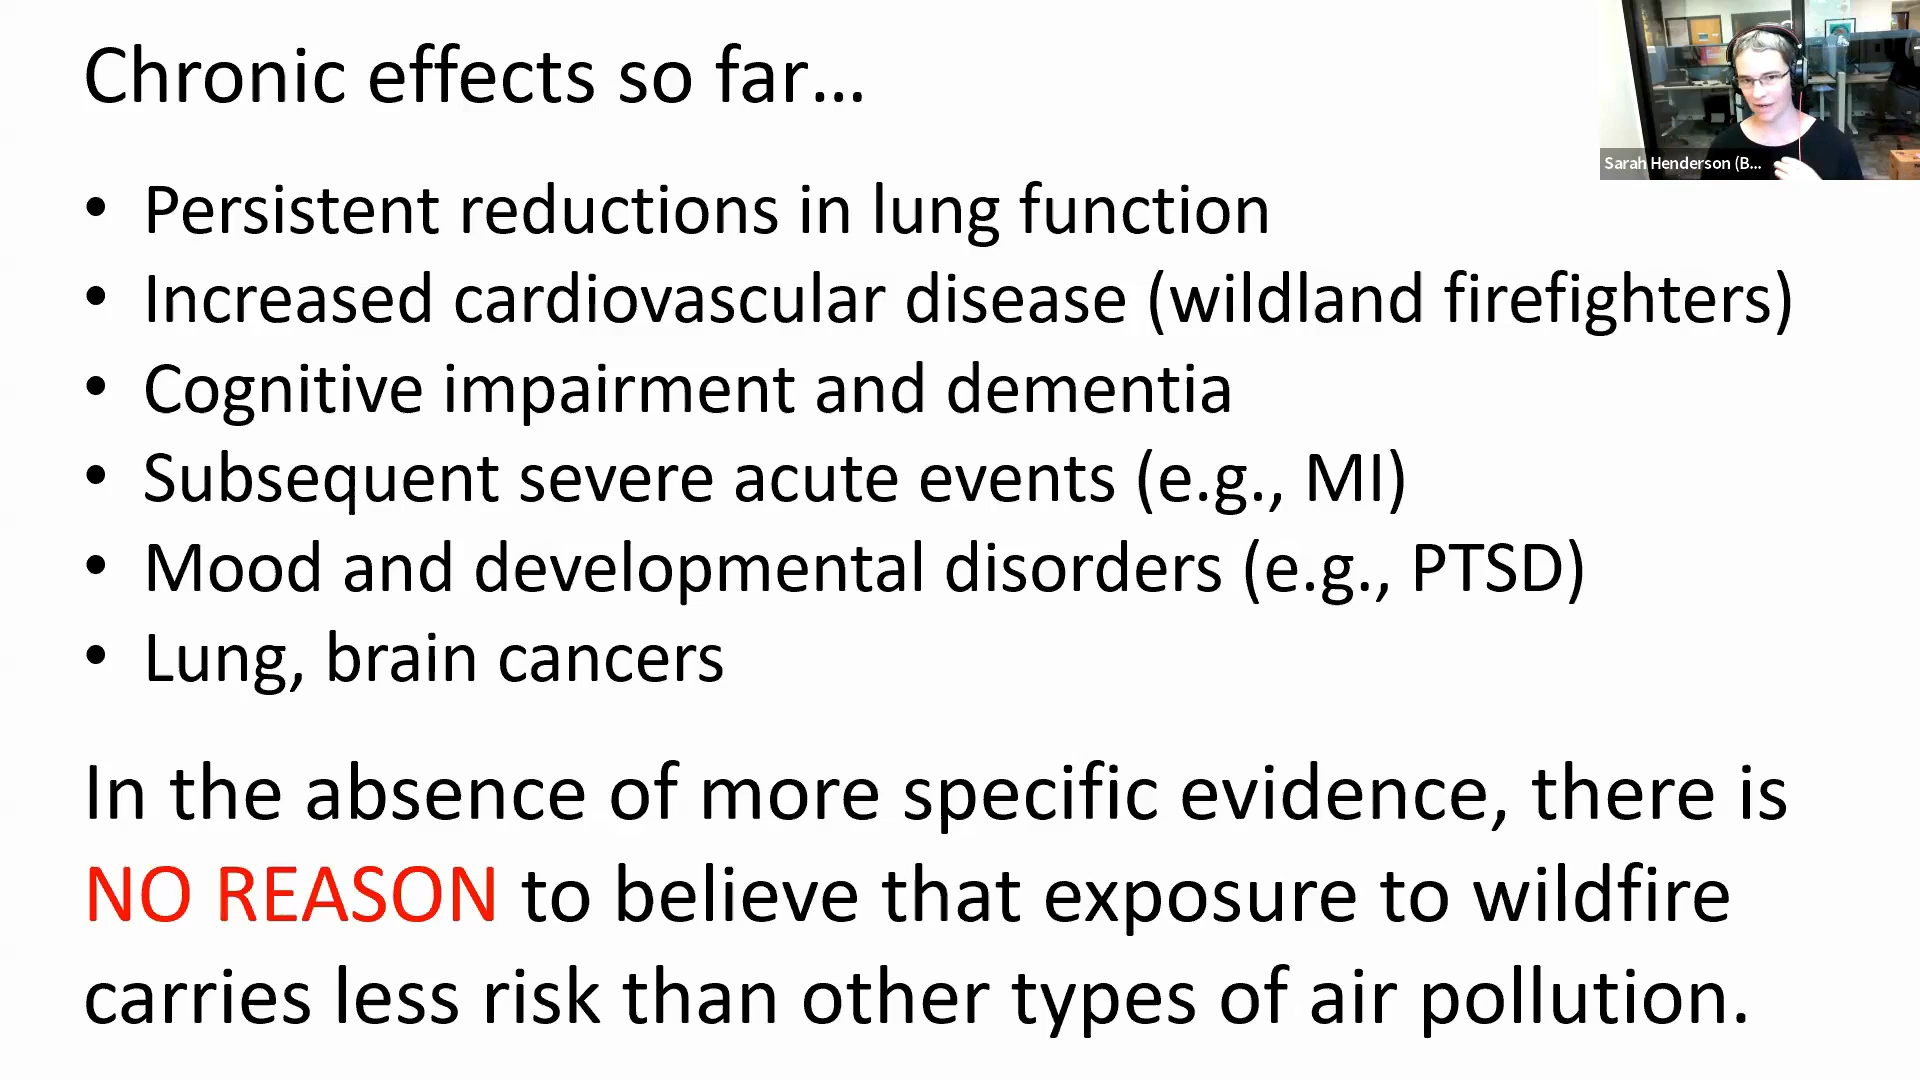 Chronic effects so far...
Sarah Henderson (B...
• Persistent reductions in lung function
• Increased cardiovascular disease (wildland firefighters)
• Cognitive impairment and dementia
• Subsequent severe acute events (e.g., MI)
• Mood and developmental disorders (e.g., PTSD)
• Lung, brain cancers
In the absence of more specific evidence, there is
NO REASON to believe that exposure to wildfire
carries less risk than other types of air pollution.